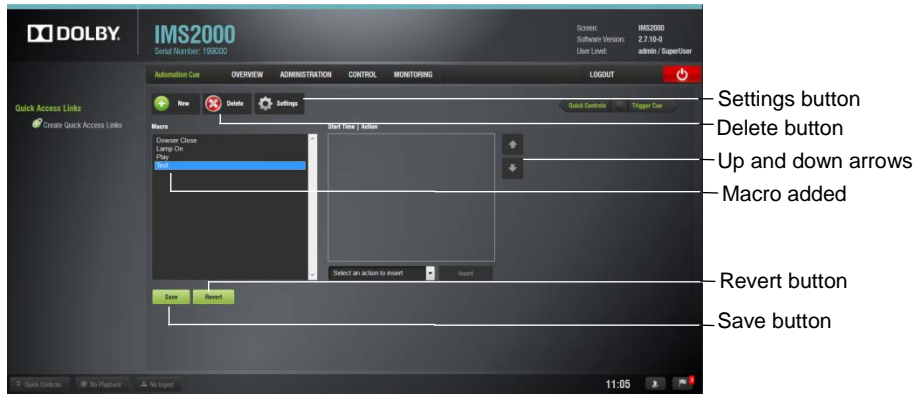 DOLBY.
IMS2000
Serial Number: 199000
Screen: IMS2000
Software Version: 2.7.10-0
User Level: admin / SuperUser
Automation Cue OVERVIEW ADMINISTRATION CONTROL MONITORING LOGOUT
Quick Access Links
Create Quick Access Links
New Delete Settings
Quick Controls Trigger Cue
Macro
Start Time | Action
Dowser Close
Lamp On
Play
Test
Select an action to insert Insert
Save Revert
Quick Controls No Playback No Ingest
11:05
Settings button
Delete button
Up and down arrows
Macro added
Revert button
Save button